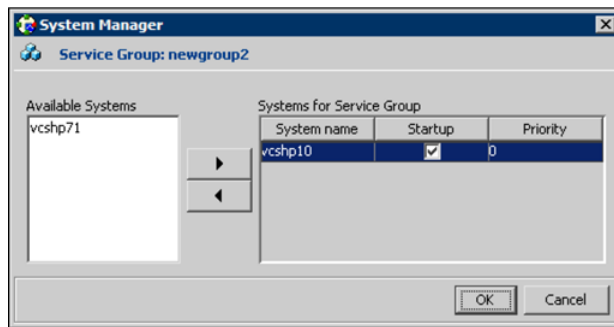 System Manager
Service Group: newgroup2
Available Systems
Systems for Service Group
vcshp71
System name Startup Priority
vcshp10 0
OK Cancel